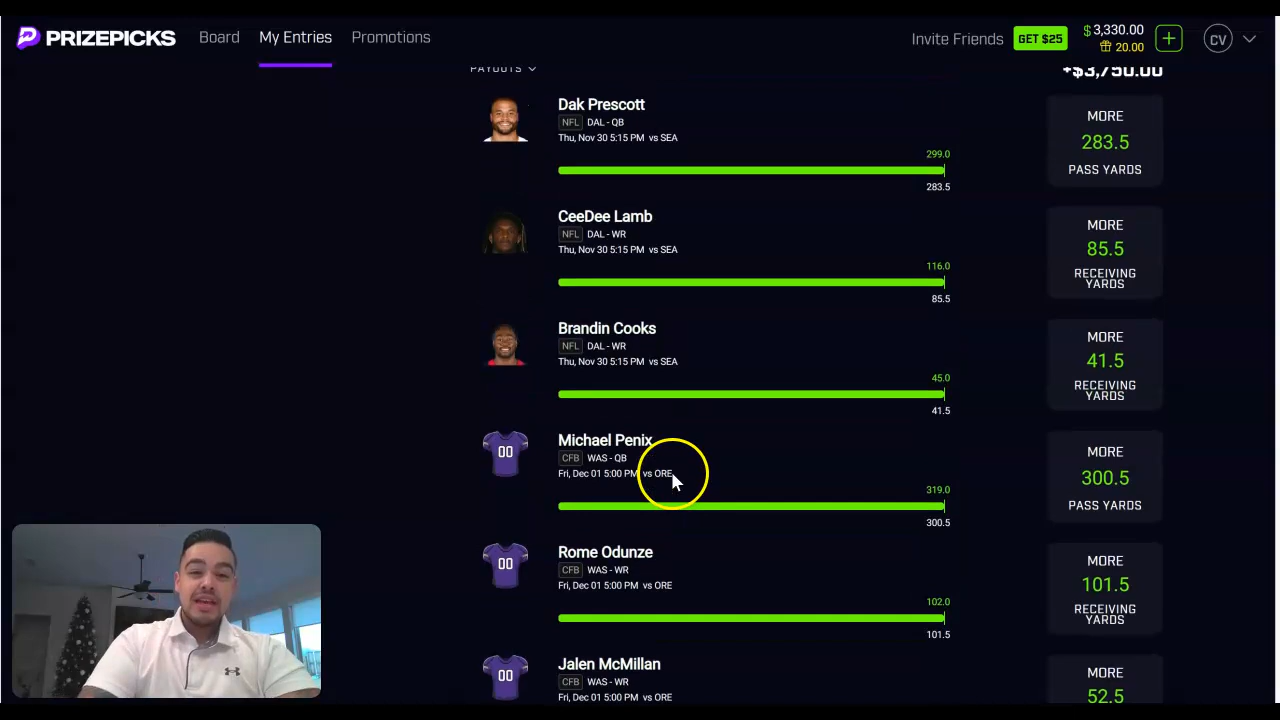 PRIZEPICKS
Board
My Entries
Promotions
Invite Friends
GET $25
$ 3,330.00
20.00
+
CV
PAYOUTS
+$3,750.00
Dak Prescott
NFL DAL - QB
Thu, Nov 30 5:15 PM vs SEA
299.0
283.5
MORE
283.5
PASS YARDS
CeeDee Lamb
NFL DAL - WR
Thu, Nov 30 5:15 PM vs SEA
116.0
85.5
MORE
85.5
RECEIVING
YARDS
Brandin Cooks
NFL DAL - WR
Thu, Nov 30 5:15 PM vs SEA
45.0
41.5
MORE
41.5
RECEIVING
YARDS
00
Michael Penix
CFB WAS - QB
Fri, Dec 01 5:00 PM vs ORE
319.0
300.5
MORE
300.5
PASS YARDS
00
Rome Odunze
CFB WAS - WR
Fri, Dec 01 5:00 PM vs ORE
102.0
101.5
MORE
101.5
RECEIVING
YARDS
00
Jalen McMillan
CFB WAS - WR
Fri, Dec 01 5:00 PM vs ORE
MORE
52.5